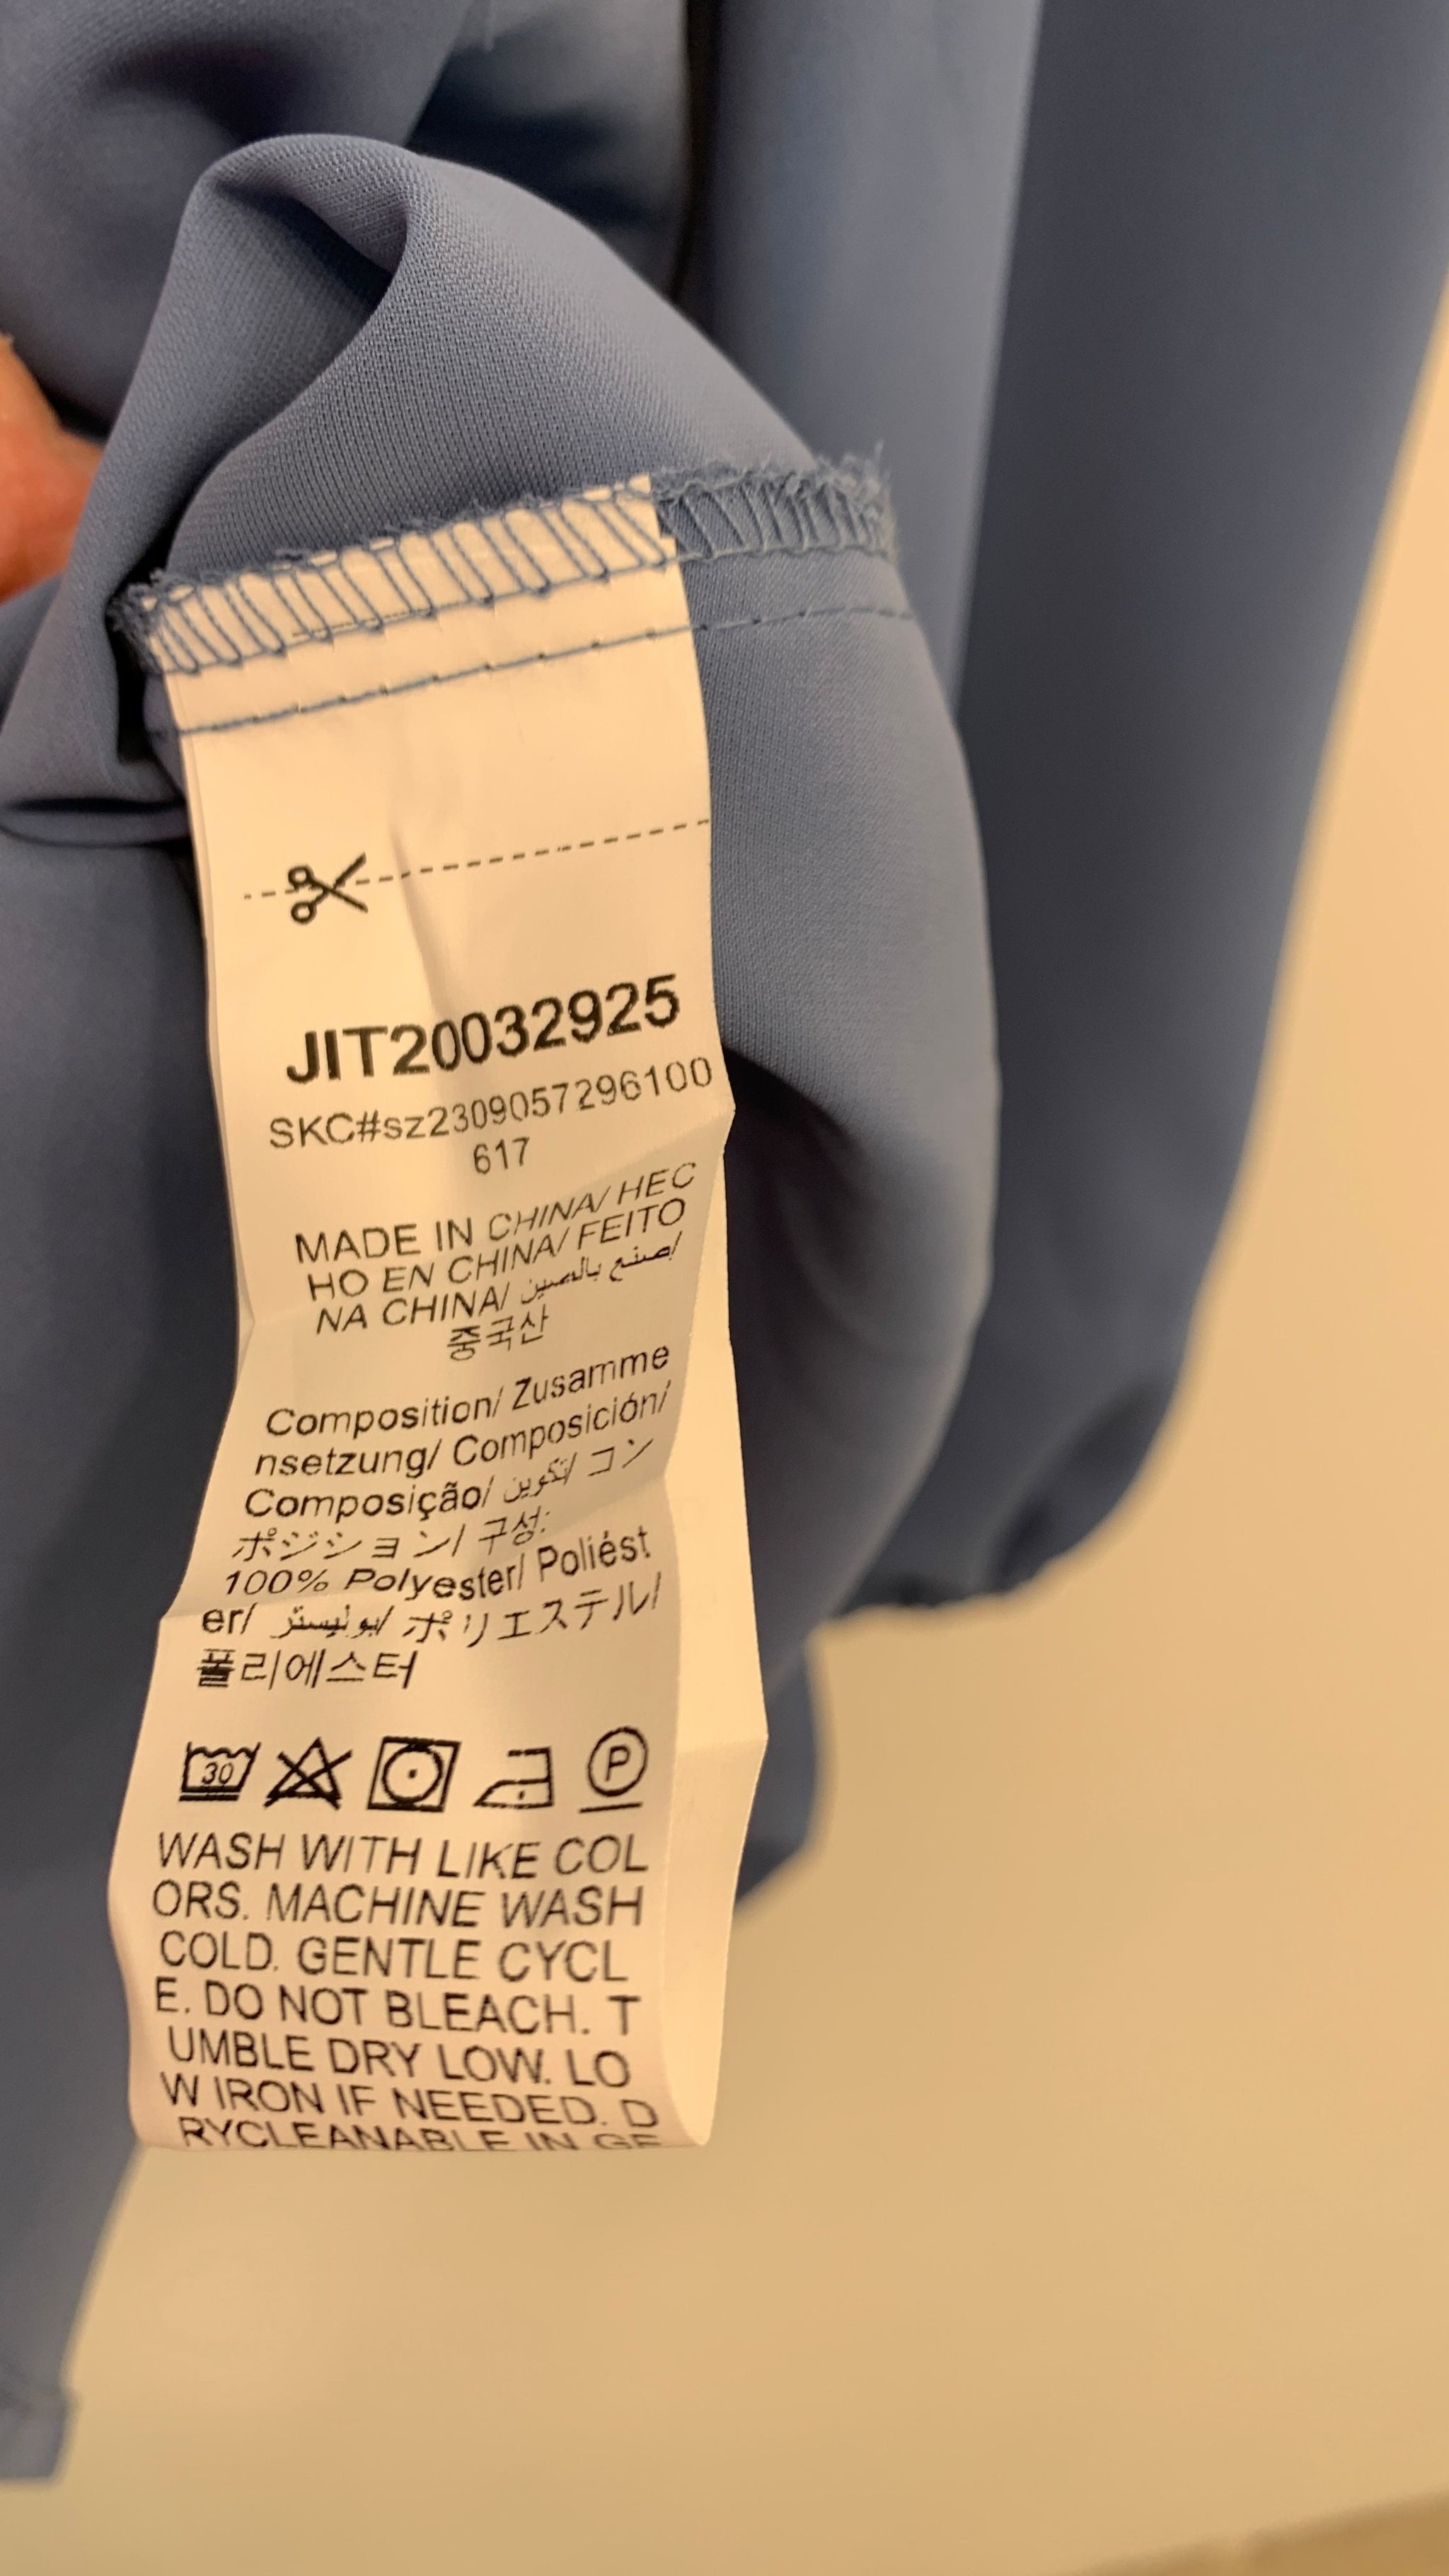 JIT20032925
SKC#sz2309057296100
617
MADE IN CHINA/ HEC
HO EN CHINA/ FEITO
NA CHINA/ صنع بالصين/
중국산
Composition/ Zusamme
nsetzung/ Composición/
Composição/ تكوين/ コン
ポジション/ 구성:
100% Polyester/ Poliést
er/ بوليستر/ ポリエステル/
폴리에스터
30
P
WASH WITH LIKE COL
ORS. MACHINE WASH
COLD. GENTLE CYCL
E. DO NOT BLEACH. T
UMBLE DRY LOW. LO
W IRON IF NEEDED. D
RYCLEANABLE IN GE